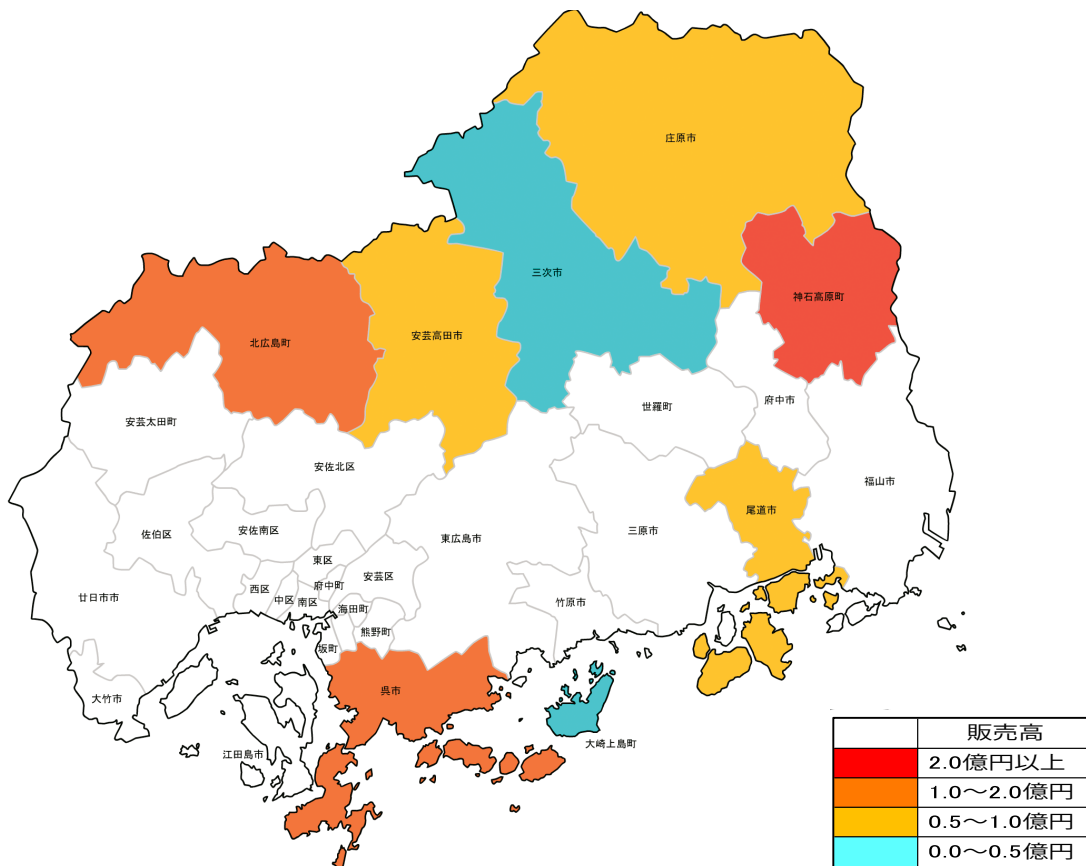 庄原市
三次市
神石高原町
安芸高田市
北広島町
世羅町
府中市
安芸太田町
安佐北区
福山市
尾道市
三原市
安佐南区
佐伯区
東広島市
東区
安芸区
西区
府中町
中区
南区
海田町
廿日市市
竹原市
熊野町
坂町
呉市
大竹市
大崎上島町
江田島市
販売高
2.0億円以上
1.0～2.0億円
0.5～1.0億円
0.0～0.5億円